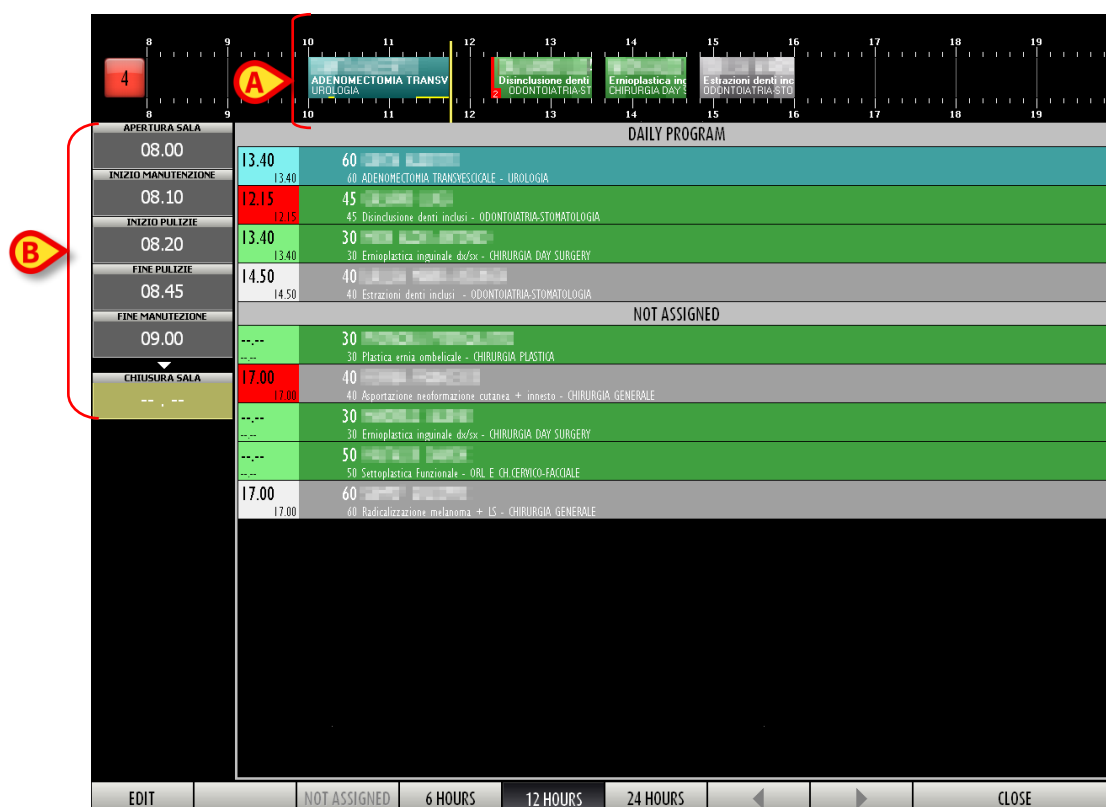 8 9 10 11 12 13 14 15 16 17 18 19
4
A
ADENOMECTOMIA TRANSV
UROLOGIA
Disinclusione denti
2 ODONTOIATRIA-ST
Ernioplastica ing
CHIRURGIA DAY S
Estrazioni denti inc
ODONTOIATRIA-STO
8 9 10 11 12 13 14 15 16 17 18 19
B
APERTURA SALA
08.00
INIZIO MANUTENZIONE
08.10
INIZIO PULIZIE
08.20
FINE PULIZIE
08.45
FINE MANUTEZIONE
09.00
CHIUSURA SALA
-- . --
DAILY PROGRAM
13.40 60
13.40 60 ADENOMECTOMIA TRANSVESCICALE - UROLOGIA
12.15 45
12.15 45 Disinclusione denti inclusi - ODONTOIATRIA-STOMATOLOGIA
13.40 30
13.40 30 Ernioplastica inguinale dx/sx - CHIRURGIA DAY SURGERY
14.50 40
14.50 40 Estrazioni denti inclusi - ODONTOIATRIA-STOMATOLOGIA
NOT ASSIGNED
--.-- 30
--.-- 30 Plastica ernia ombelicale - CHIRURGIA PLASTICA
17.00 40
17.00 40 Asportazione neoformazione cutanea + innesto - CHIRURGIA GENERALE
--.-- 30
--.-- 30 Ernioplastica inguinale dx/sx - CHIRURGIA DAY SURGERY
--.-- 50
--.-- 50 Settoplastica Funzionale - ORL E CH.CERVICO-FACCIALE
17.00 60
17.00 60 Radicalizzazione melanoma + LS - CHIRURGIA GENERALE
EDIT NOT ASSIGNED 6 HOURS 12 HOURS 24 HOURS CLOSE